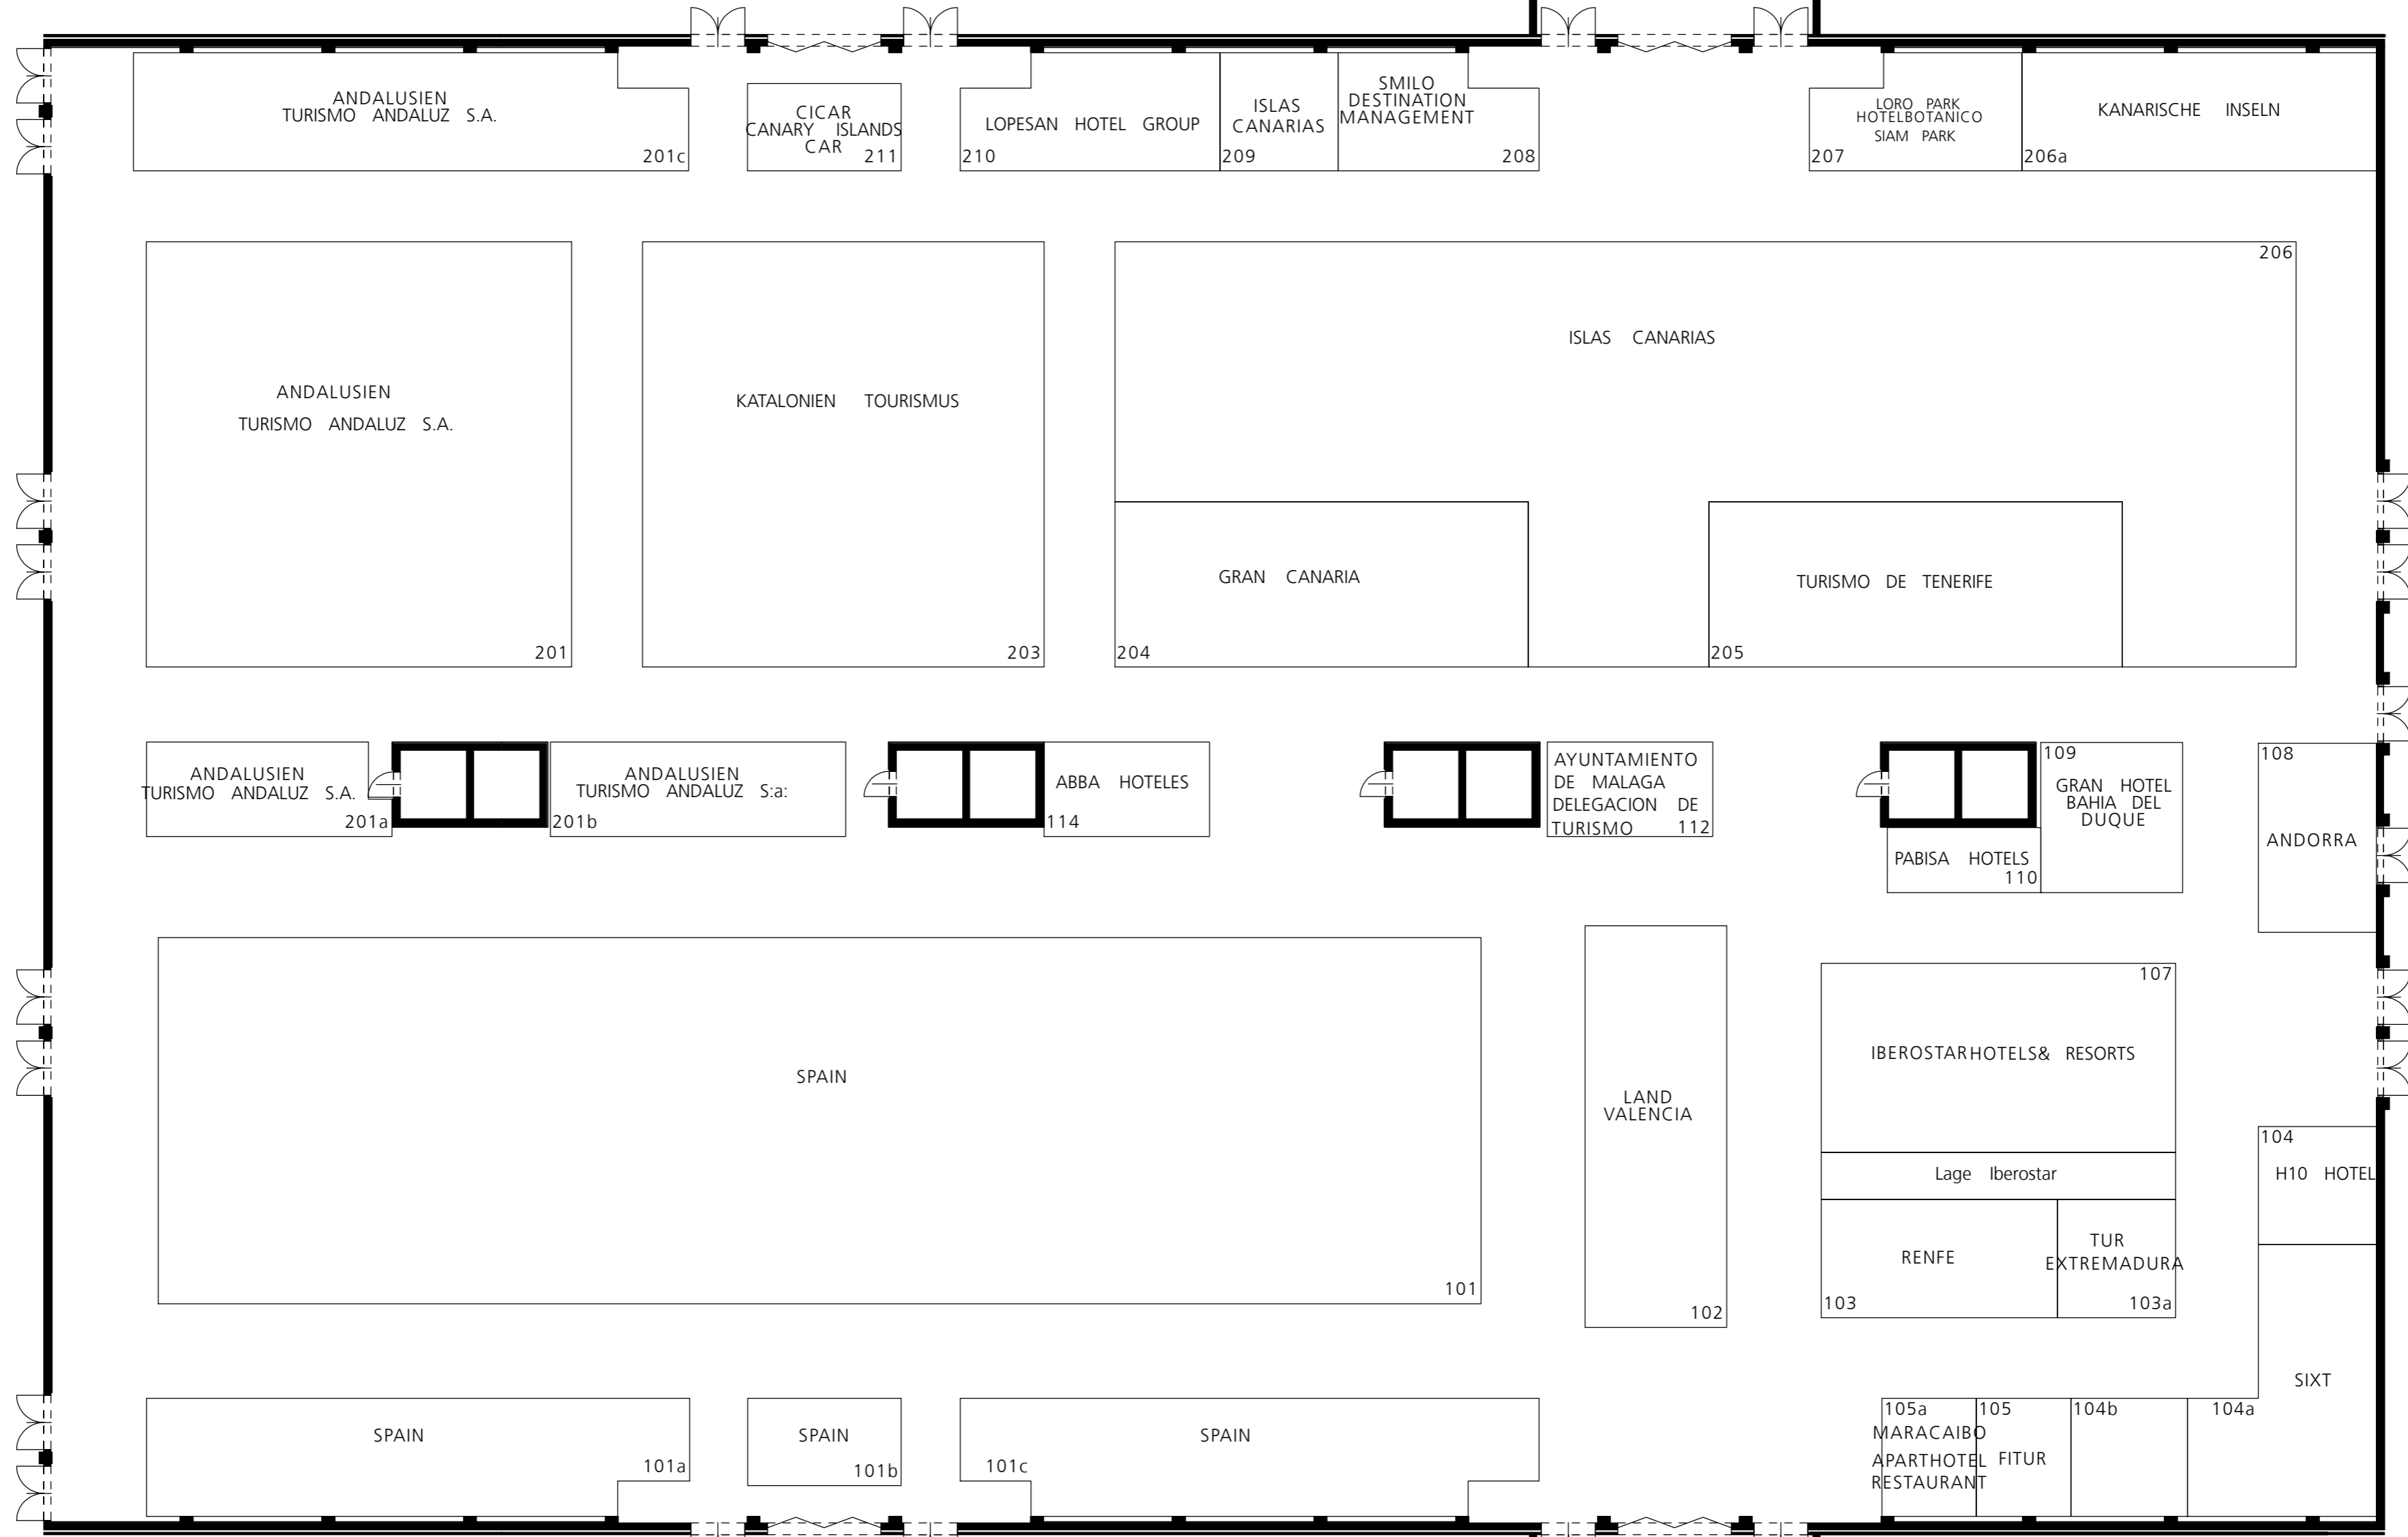 ANDALUSIEN
TURISMO ANDALUZ S.A.
201c
CICAR
CANARY ISLANDS
CAR
211
LOPESAN HOTEL GROUP
210
ISLAS
CANARIAS
209
SMILO
DESTINATION
MANAGEMENT
208
LORO PARK
HOTELBOTANICO
SIAM PARK
207
KANARISCHE INSELN
206a
ANDALUSIEN
TURISMO ANDALUZ S.A.
201
KATALONIEN TOURISMUS
203
206
ISLAS CANARIAS
GRAN CANARIA
204
TURISMO DE TENERIFE
205
ANDALUSIEN
TURISMO ANDALUZ S.A.
201a
ANDALUSIEN
TURISMO ANDALUZ S:a:
201b
ABBA HOTELES
114
AYUNTAMIENTO
DE MALAGA
DELEGACION DE
TURISMO 112
109
GRAN HOTEL
BAHIA DEL
DUQUE
PABISA HOTELS
110
108
ANDORRA
SPAIN
101
LAND
VALENCIA
102
107
IBEROSTAR HOTELS & RESORTS
Lage Iberostar
RENFE
103
TUR
EXTREMADURA
103a
104
H10 HOTEL
SIXT
104a
SPAIN
101a
SPAIN
101b
SPAIN
101c
105a
MARACAIBO
APARTHOTEL
RESTAURANT
105
FITUR
104b